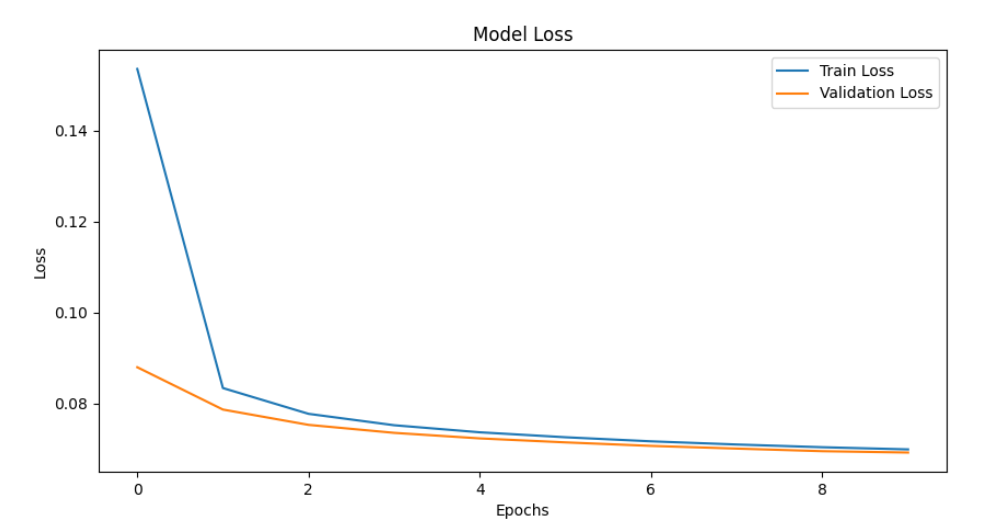 Model Loss
Train Loss
Validation Loss
0.14
0.12
0.10
0.08
Loss
0 2 4 6 8
Epochs